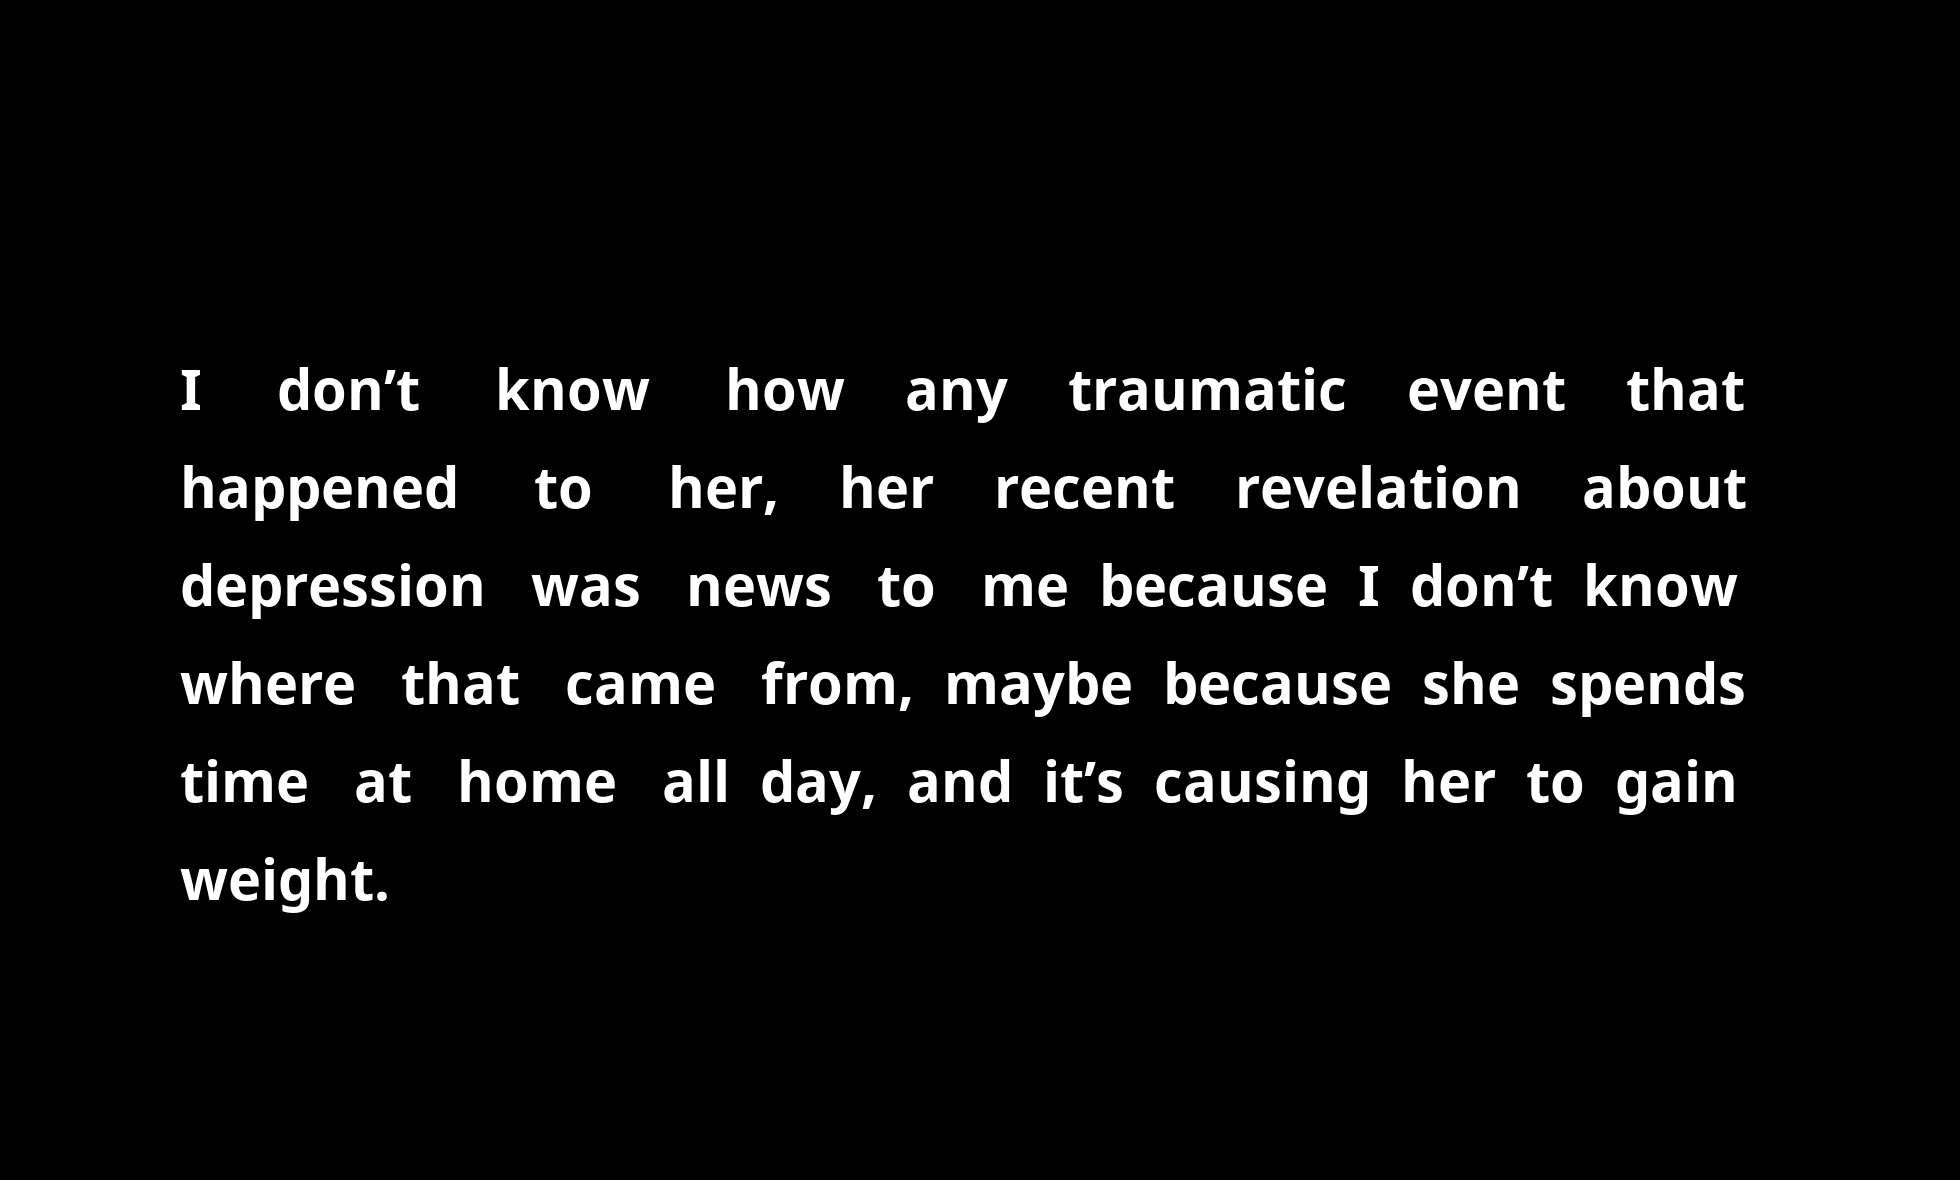 I don’t know how any traumatic event that
happened to her, her recent revelation about
depression was news to me because I don’t know
where that came from, maybe because she spends
time at home all day, and it’s causing her to gain
weight.